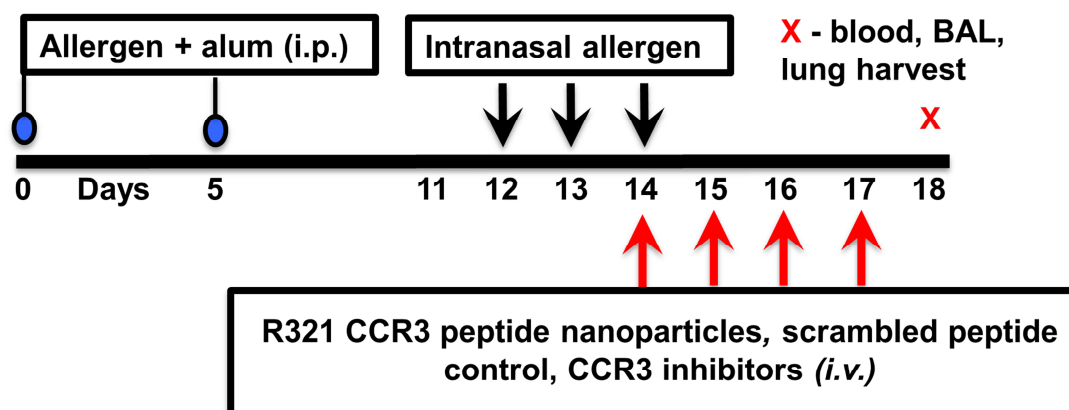 Allergen + alum (i.p.)
Intranasal allergen
X - blood, BAL,
lung harvest
X
0 Days 5 11 12 13 14 15 16 17 18
R321 CCR3 peptide nanoparticles, scrambled peptide
control, CCR3 inhibitors (i.v.)